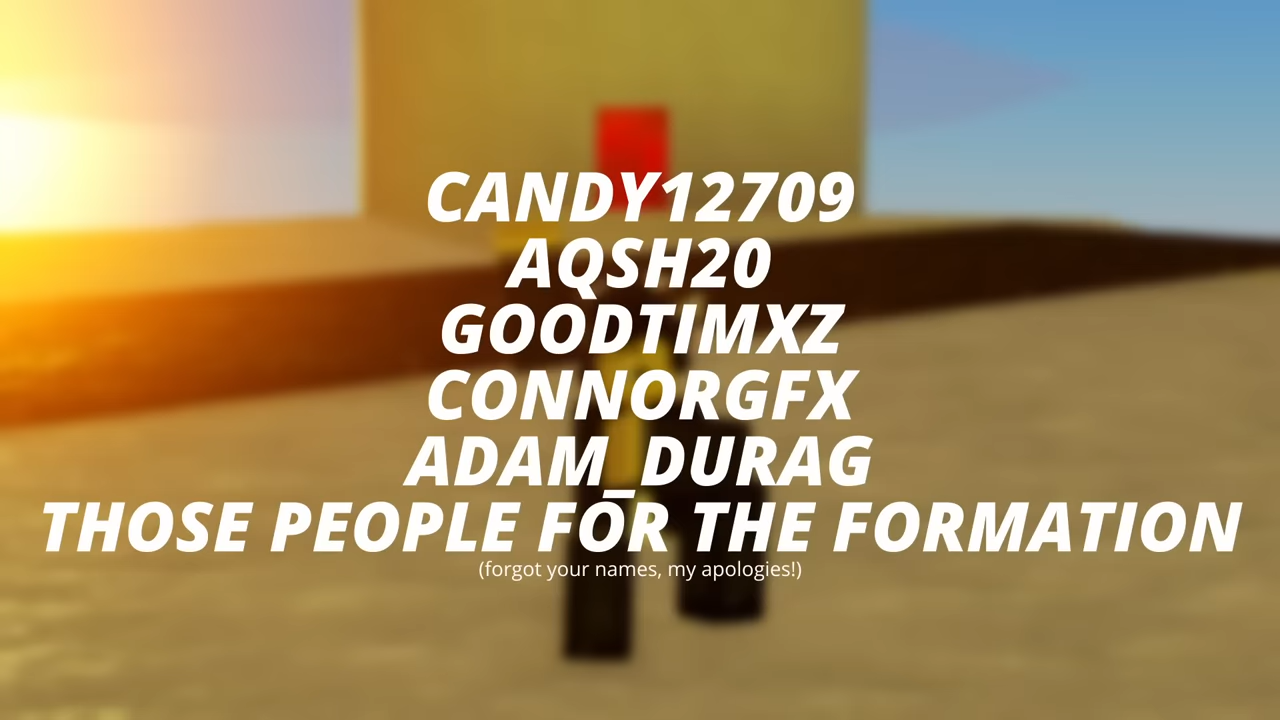 CANDY12709
AQSH20
GOODTIMXZ
CONNORGFX
ADAM_DURAG
THOSE PEOPLE FOR THE FORMATION
(forgot your names, my apologies!)